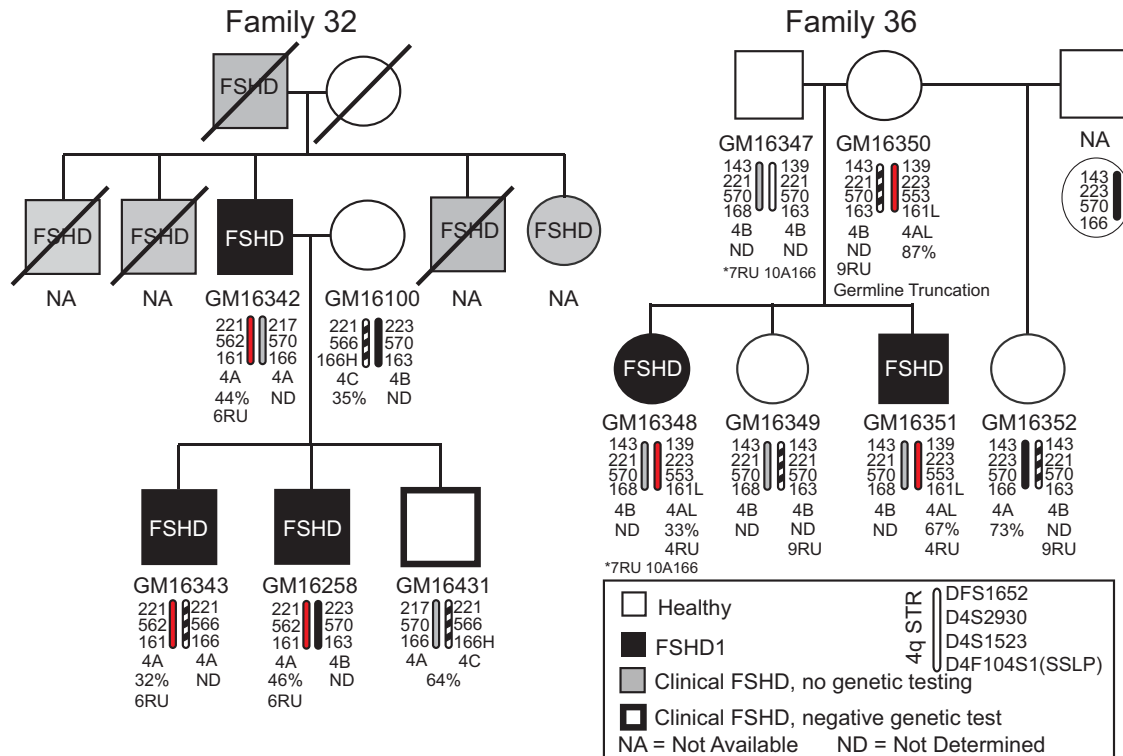 Family 32
Family 36
FSHD
NA
143
223
570
166
GM16347
GM16350
143 139
221 221
570 570
168 163
4B 4B
ND ND
*7RU 10A166
143 139
221 223
570 553
163 161L
4B 4AL
ND 87%
9RU
Germline Truncation
FSHD
FSHD
FSHD
FSHD
FSHD
NA
NA
NA
NA
GM16342
GM16100
221 217
562 570
161 166
4A 4A
44% ND
6RU
221 223
566 570
166H 163
4C 4B
35% ND
FSHD
FSHD
GM16348
GM16349
GM16351
GM16352
143 139
221 223
570 553
168 161L
4B 4AL
ND 33%
4RU
*7RU 10A166
143 143
221 221
570 570
168 163
4B 4B
ND ND
9RU
143 139
221 223
570 553
168 161L
4B 4AL
ND 67%
4RU
143 143
223 221
570 570
166 163
4A 4B
73% ND
9RU
FSHD
FSHD
GM16343
GM16258
GM16431
221 221
562 566
161 166
4A 4A
32% ND
6RU
221 223
562 570
161 163
4A 4B
46% ND
6RU
217 221
570 566
166 166H
4A 4C
64%
Healthy
FSHD1
Clinical FSHD, no genetic testing
Clinical FSHD, negative genetic test
NA = Not Available ND = Not Determined
4q STR
DFS1652
D4S2930
D4S1523
D4F104S1(SSLP)